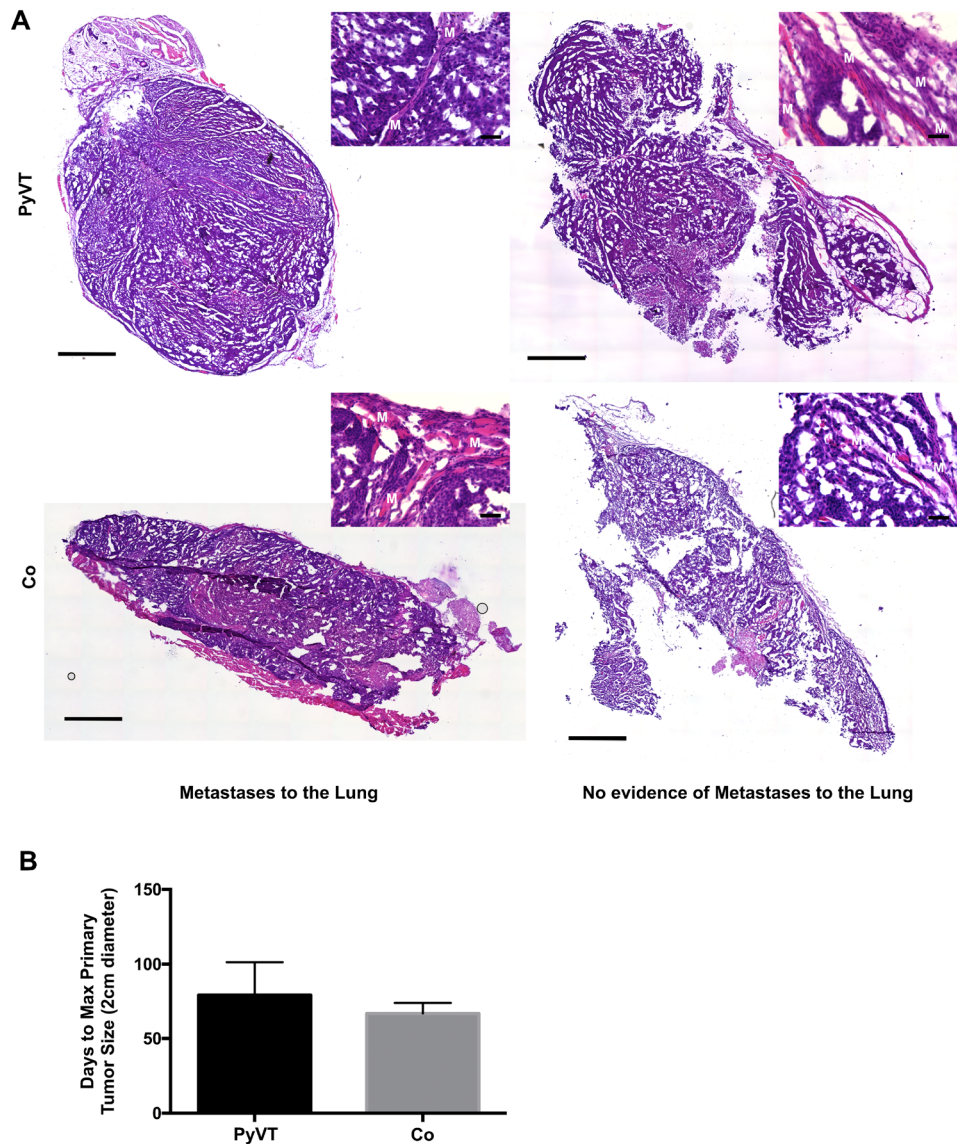 A
M
M
M
M
M
M
PyVT
M
M
M
M
M
M
Co
Metastases to the Lung
No evidence of Metastases to the Lung
B
Days to Max Primary
Tumor Size (2cm diameter)
150
100
50
0
PyVT
Co